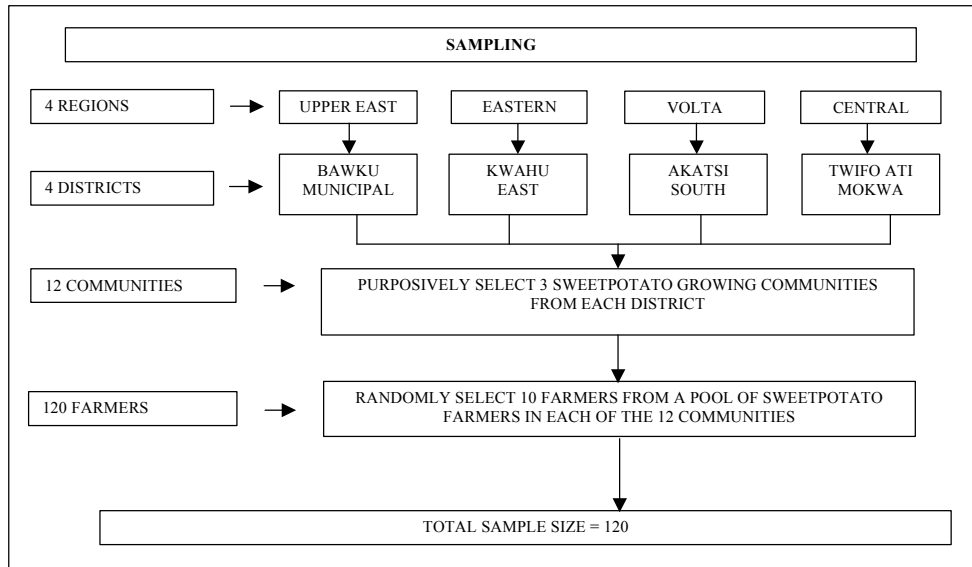 SAMPLING
4 REGIONS
UPPER EAST
EASTERN
VOLTA
CENTRAL
4 DISTRICTS
BAWKU
MUNICIPAL
KWAHU
EAST
AKATSI
SOUTH
TWIFO ATI
MOKWA
12 COMMUNITIES
PURPOSIVELY SELECT 3 SWEETPOTATO GROWING COMMUNITIES
FROM EACH DISTRICT
120 FARMERS
RANDOMLY SELECT 10 FARMERS FROM A POOL OF SWEETPOTATO
FARMERS IN EACH OF THE 12 COMMUNITIES
TOTAL SAMPLE SIZE = 120